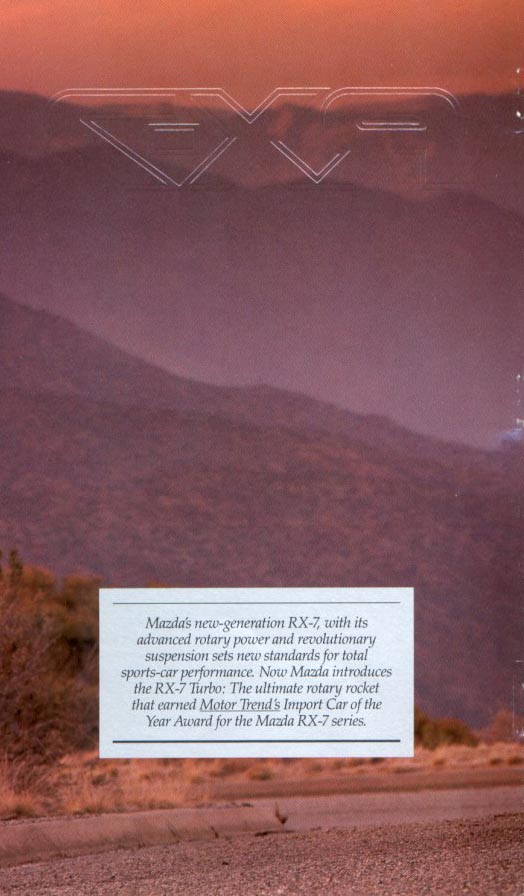 Mazda's new-generation RX-7, with its
advanced rotary power and revolutionary
suspension sets new standards for total
sports-car performance. Now Mazda introduces
the RX-7 Turbo: The ultimate rotary rocket
that earned Motor Trend's Import Car of the
Year Award for the Mazda RX-7 series.